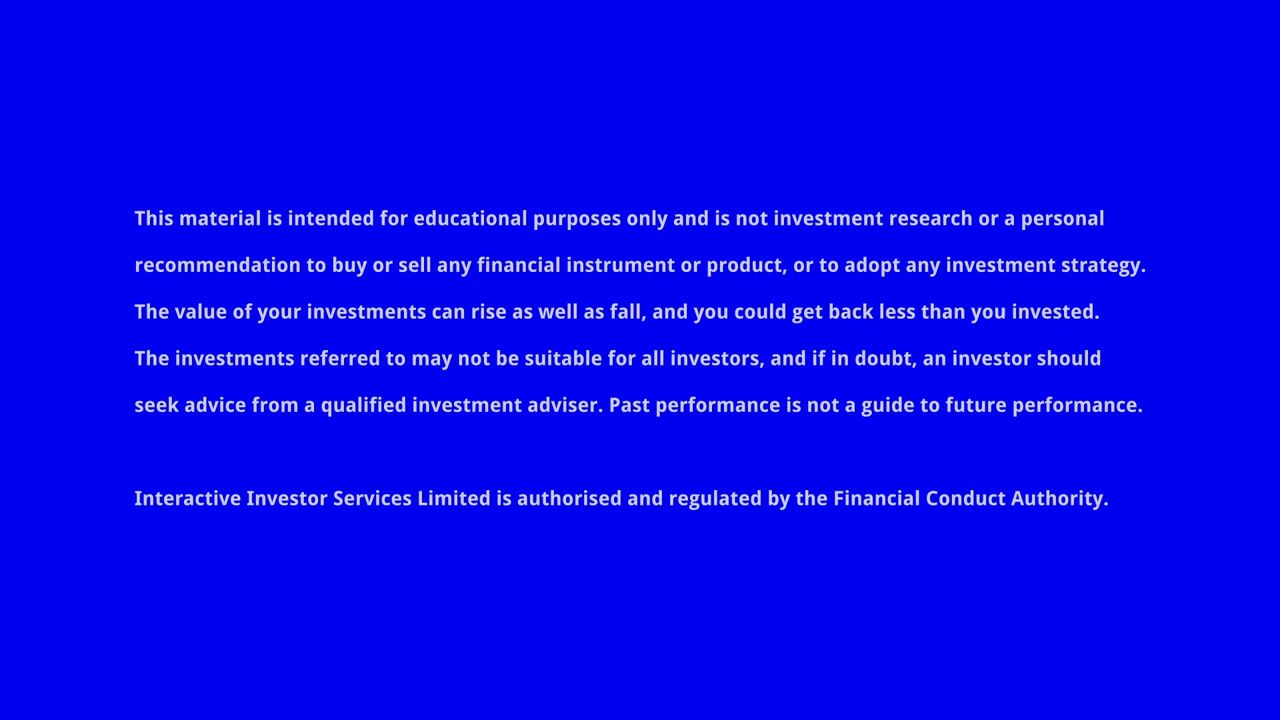 This material is intended for educational purposes only and is not investment research or a personal
recommendation to buy or sell any financial instrument or product, or to adopt any investment strategy.
The value of your investments can rise as well as fall, and you could get back less than you invested.
The investments referred to may not be suitable for all investors, and if in doubt, an investor should
seek advice from a qualified investment adviser. Past performance is not a guide to future performance.
Interactive Investor Services Limited is authorised and regulated by the Financial Conduct Authority.